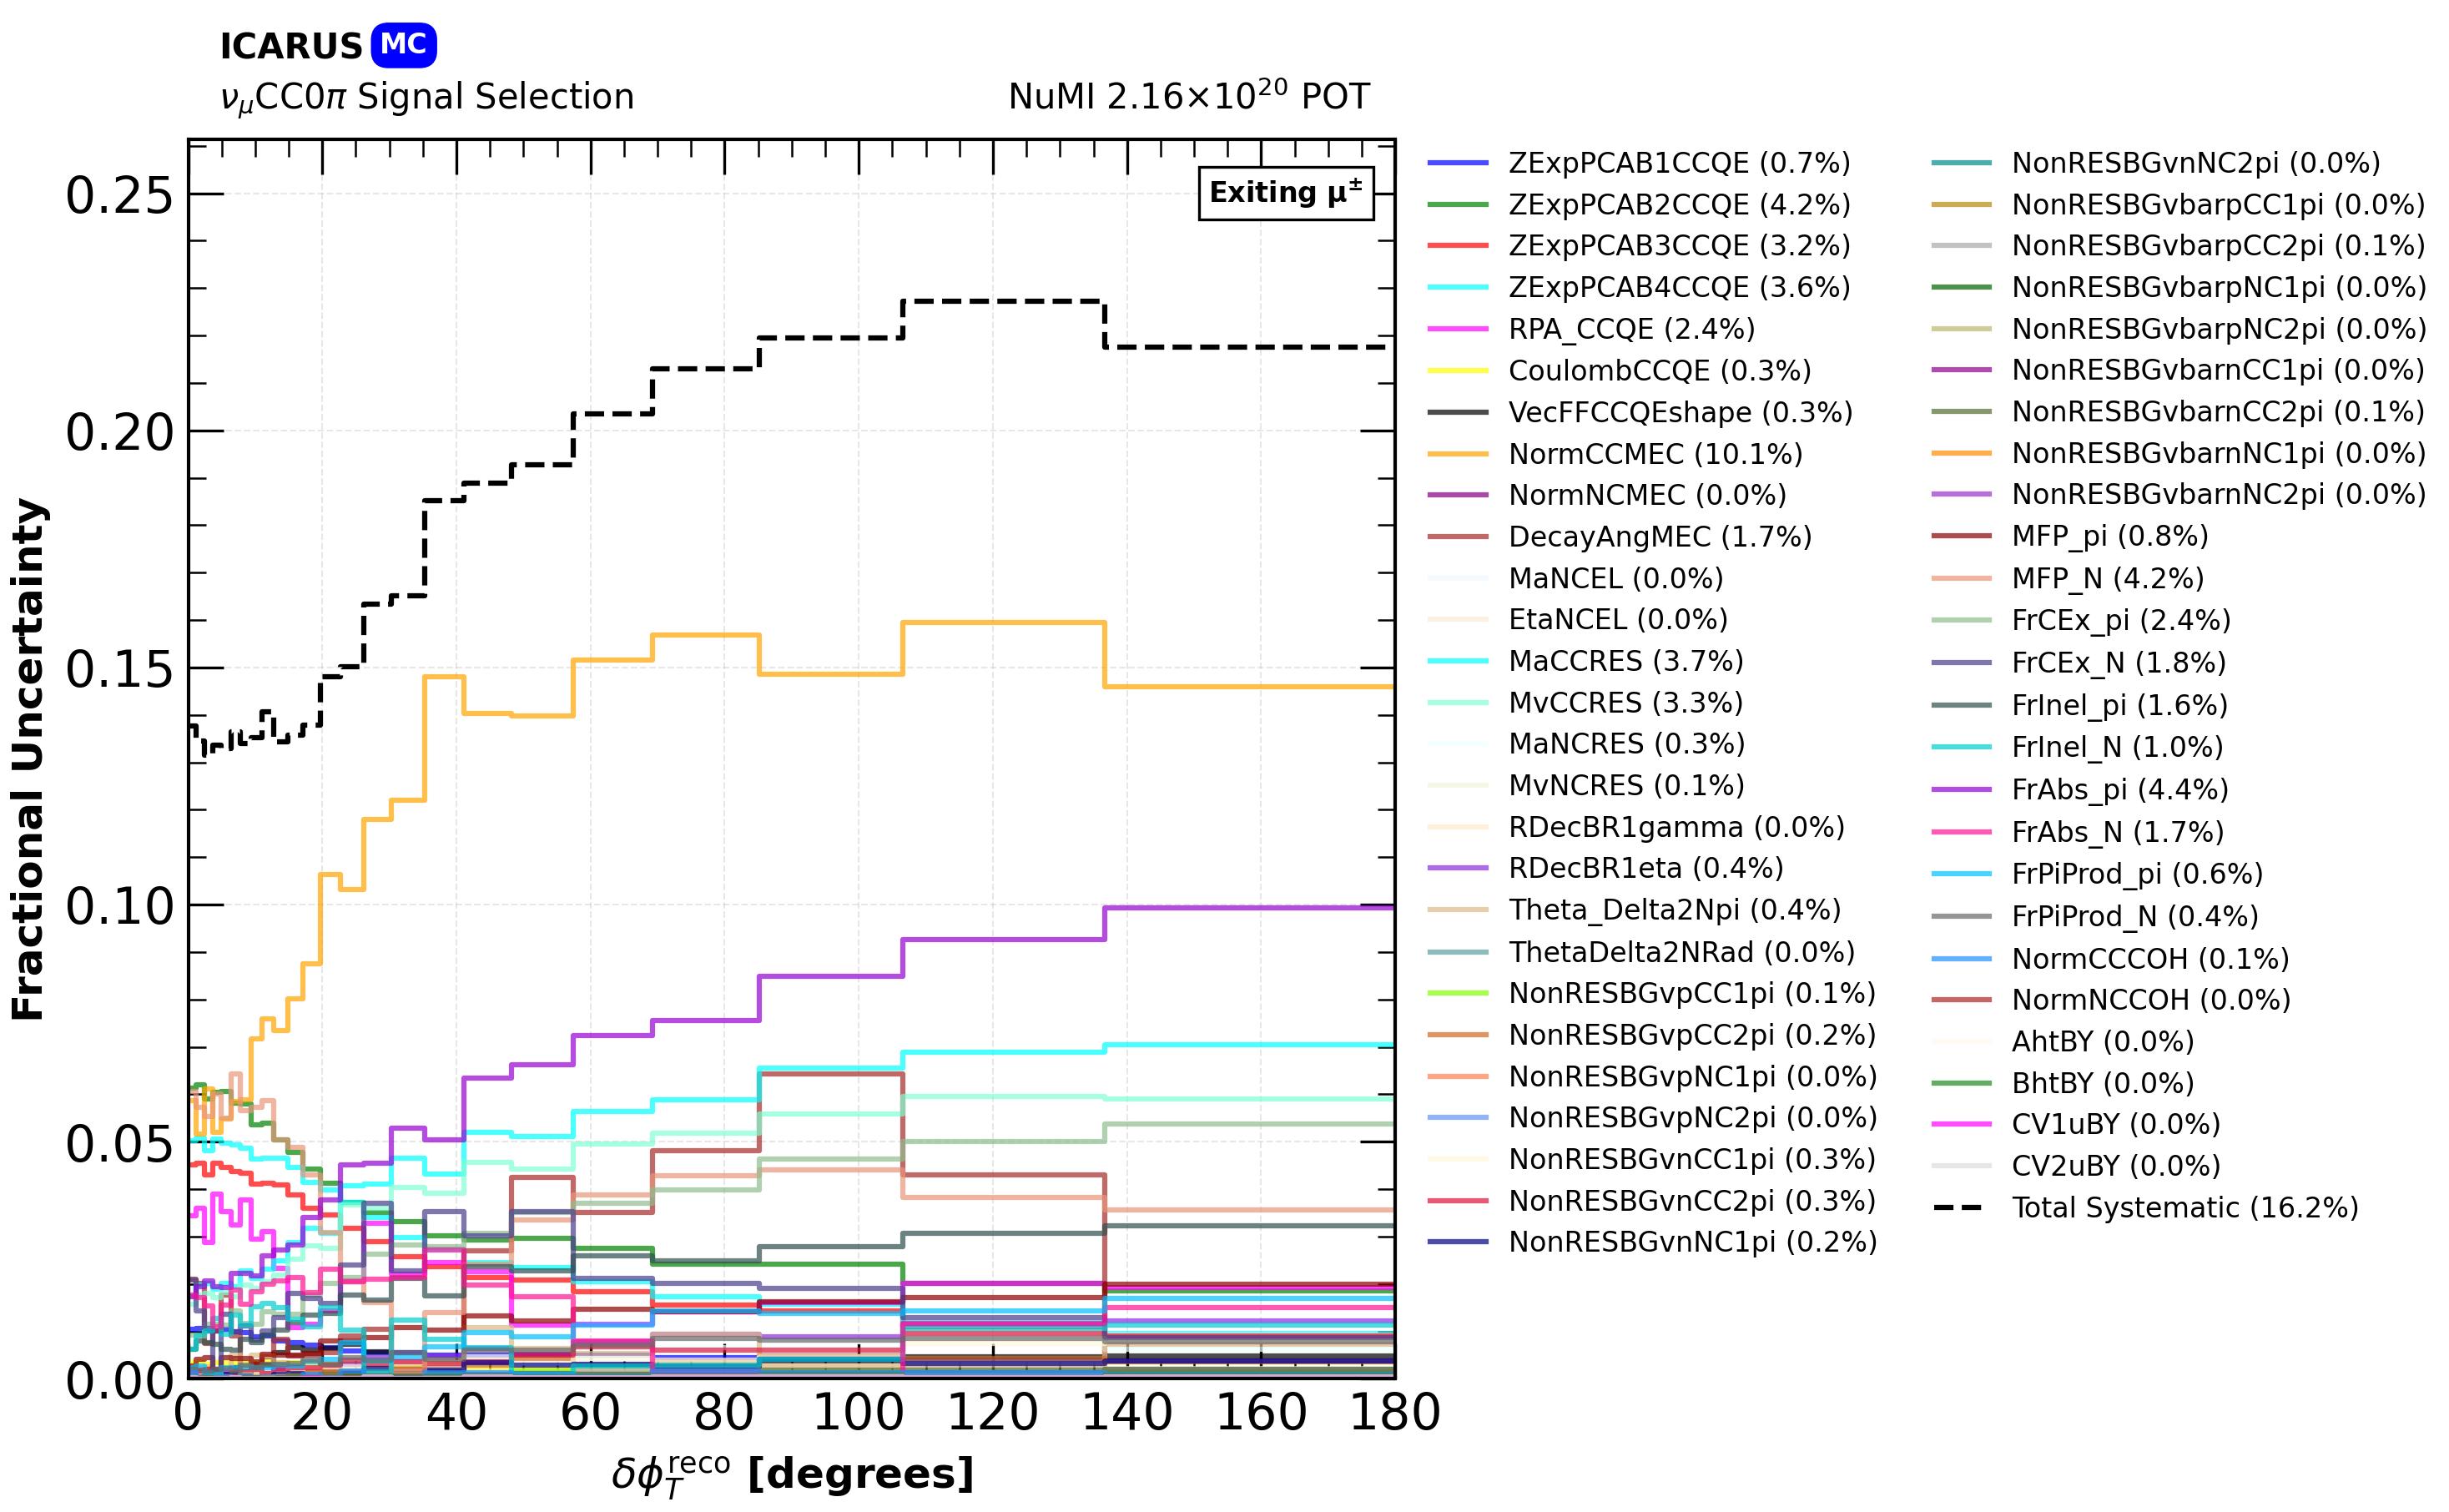 ICARUS MC
νμCC0π Signal Selection
NuMI 2.16×10²⁰ POT
Exiting μ±
Fractional Uncertainty
0.25
0.20
0.15
0.10
0.05
0.00
0 20 40 60 80 100 120 140 160 180
δϕT reco [degrees]
ZExpPCAB1CCQE (0.7%)
ZExpPCAB2CCQE (4.2%)
ZExpPCAB3CCQE (3.2%)
ZExpPCAB4CCQE (3.6%)
RPA_CCQE (2.4%)
CoulombCCQE (0.3%)
VecFFCCQEshape (0.3%)
NormCCMEC (10.1%)
NormNCMEC (0.0%)
DecayAngMEC (1.7%)
MaNCEL (0.0%)
EtaNCEL (0.0%)
MaCCRES (3.7%)
MvCCRES (3.3%)
MaNCRES (0.3%)
MvNCRES (0.1%)
RDecBR1gamma (0.0%)
RDecBR1eta (0.4%)
Theta_Delta2Npi (0.4%)
ThetaDelta2NRad (0.0%)
NonRESBGvpCC1pi (0.1%)
NonRESBGvpCC2pi (0.2%)
NonRESBGvpNC1pi (0.0%)
NonRESBGvpNC2pi (0.0%)
NonRESBGvnCC1pi (0.3%)
NonRESBGvnCC2pi (0.3%)
NonRESBGvnNC1pi (0.2%)
NonRESBGvnNC2pi (0.0%)
NonRESBGvbarpCC1pi (0.0%)
NonRESBGvbarpCC2pi (0.1%)
NonRESBGvbarpNC1pi (0.0%)
NonRESBGvbarpNC2pi (0.0%)
NonRESBGvbarnCC1pi (0.0%)
NonRESBGvbarnCC2pi (0.1%)
NonRESBGvbarnNC1pi (0.0%)
NonRESBGvbarnNC2pi (0.0%)
MFP_pi (0.8%)
MFP_N (4.2%)
FrCEx_pi (2.4%)
FrCEx_N (1.8%)
FrInel_pi (1.6%)
FrInel_N (1.0%)
FrAbs_pi (4.4%)
FrAbs_N (1.7%)
FrPiProd_pi (0.6%)
FrPiProd_N (0.4%)
NormCCCOH (0.1%)
NormNCCOH (0.0%)
AhtBY (0.0%)
BhtBY (0.0%)
CV1uBY (0.0%)
CV2uBY (0.0%)
Total Systematic (16.2%)